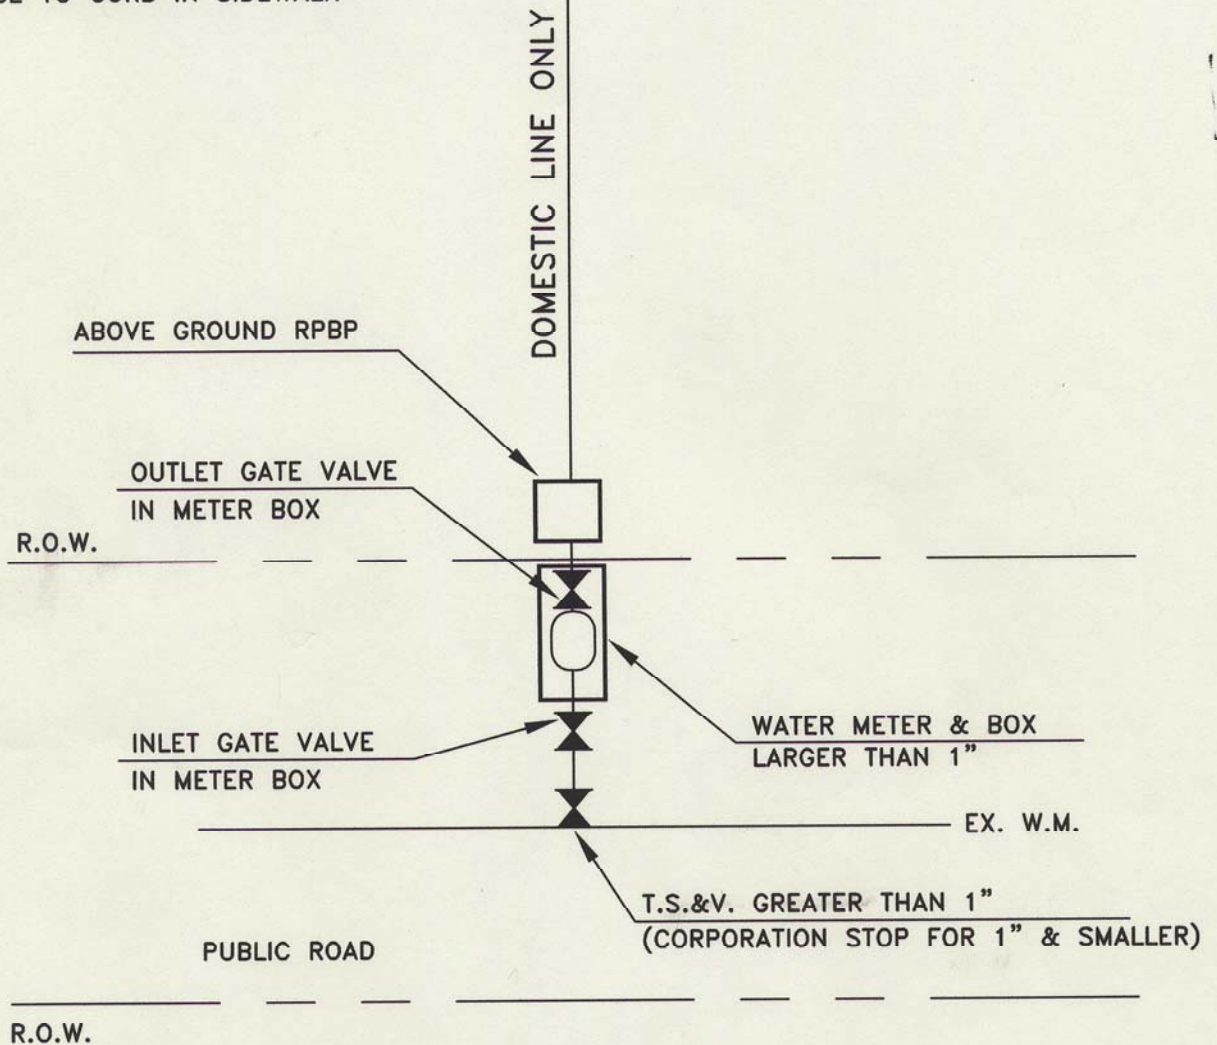 DOMESTIC LINE ONLY
ABOVE GROUND RPBP
OUTLET GATE VALVE
IN METER BOX
R.O.W.
INLET GATE VALVE
IN METER BOX
WATER METER & BOX
LARGER THAN 1"
EX. W.M.
T.S.&V. GREATER THAN 1"
(CORPORATION STOP FOR 1" & SMALLER)
PUBLIC ROAD
R.O.W.